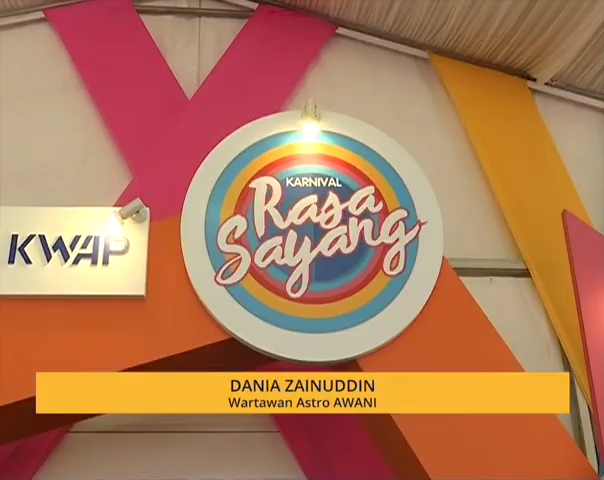 KARNIVAL
Rasa
Sayang
KWAP
DANIA ZAINUDDIN
Wartawan Astro AWANI